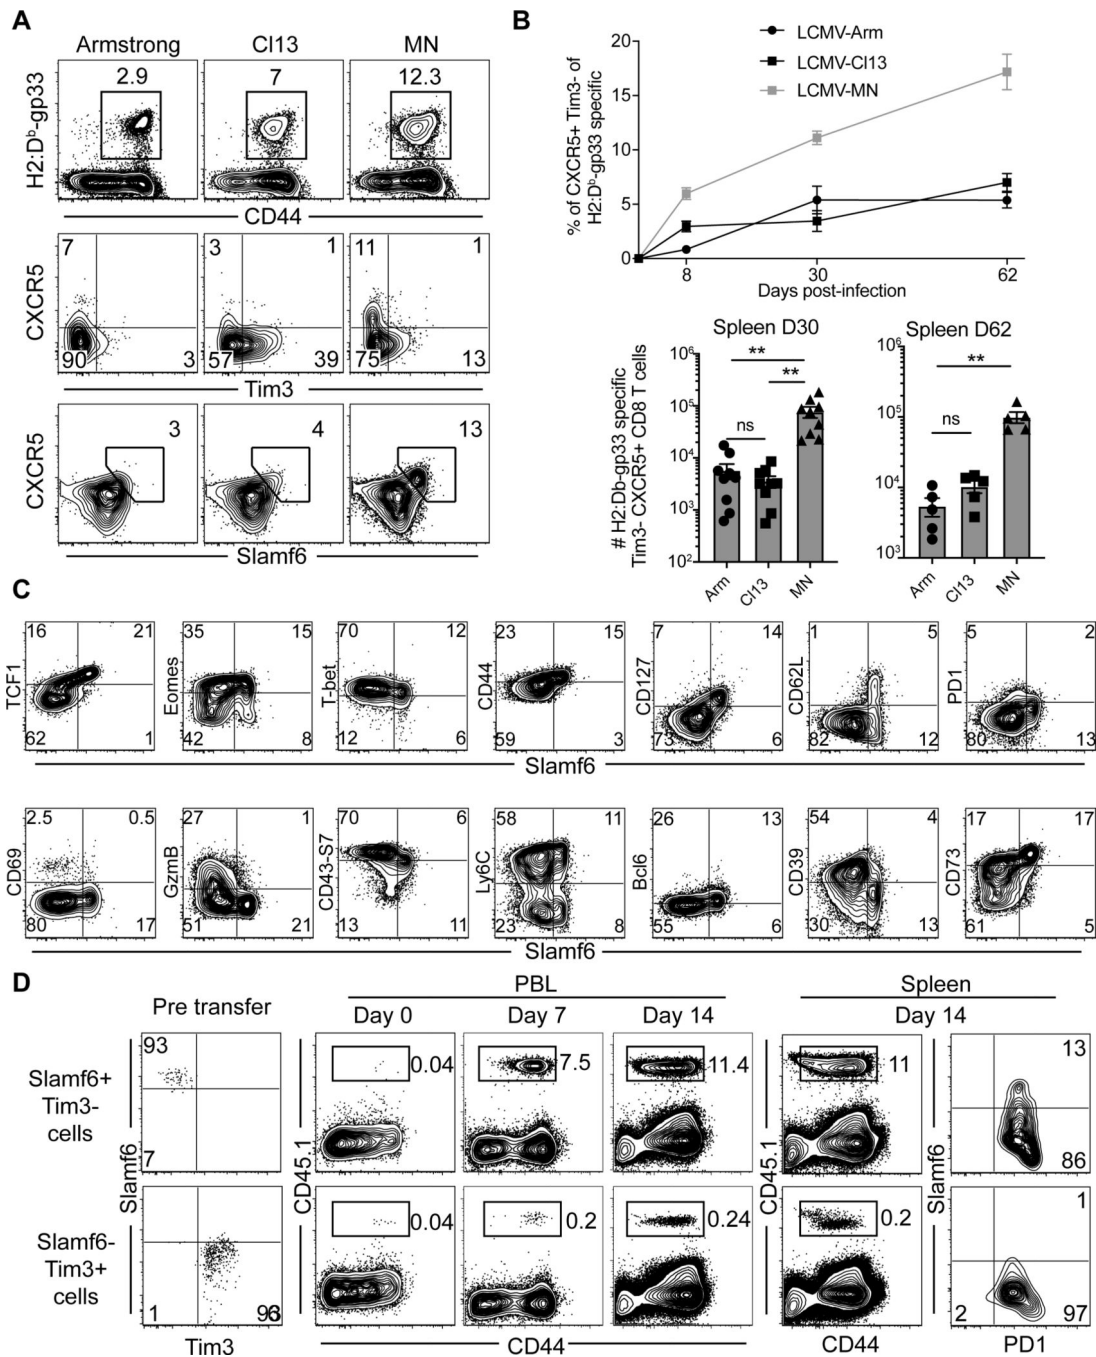 A
Armstrong Cl13 MN
H2:Dᵇ-gp33
2.9 7 12.3
CD44
CXCR5
7 3 1 11 1
90 3 57 39 75 13
Tim3
CXCR5
3 4 13
Slamf6
B
% of CXCR5+ Tim3- of
H2:Dᵇ-gp33 specific
20
15
10
5
0
LCMV-Arm
LCMV-Cl13
LCMV-MN
8 30 62
Days post-infection
# H2:Db-gp33 specific
Tim3- CXCR5+ CD8 T cells
Spleen D30
10⁶
10⁵
10⁴
10³
10²
** ** ns
Arm Cl13 MN
Spleen D62
10⁶
10⁵
10⁴
10³
** ns
Arm Cl13 MN
C
TCF1 16 21 62 1
Eomes 35 15 42 8
T-bet 70 12 12 6
CD44 23 15 59 3
CD127 7 14 73 6
CD62L 1 5 82 12
PD1 5 2 80 13
Slamf6
CD69 2.5 0.5 80 17
GzmB 27 1 51 21
CD43-S7 70 6 13 11
Ly6C 58 11 23 8
Bcl6 26 13 55 6
CD39 54 4 30 13
CD73 17 17 61 5
Slamf6
D
PBL Spleen
Pre transfer Day 0 Day 7 Day 14 Day 14
Slamf6+
Tim3-
cells
93
7
0.04 7.5 11.4 11
13
86
Slamf6-
Tim3+
cells
1
0.04 0.2 0.24 0.2
1
2 97
Slamf6
CD45.1
CD45.1
Slamf6
Tim3 CD44 CD44 PD1